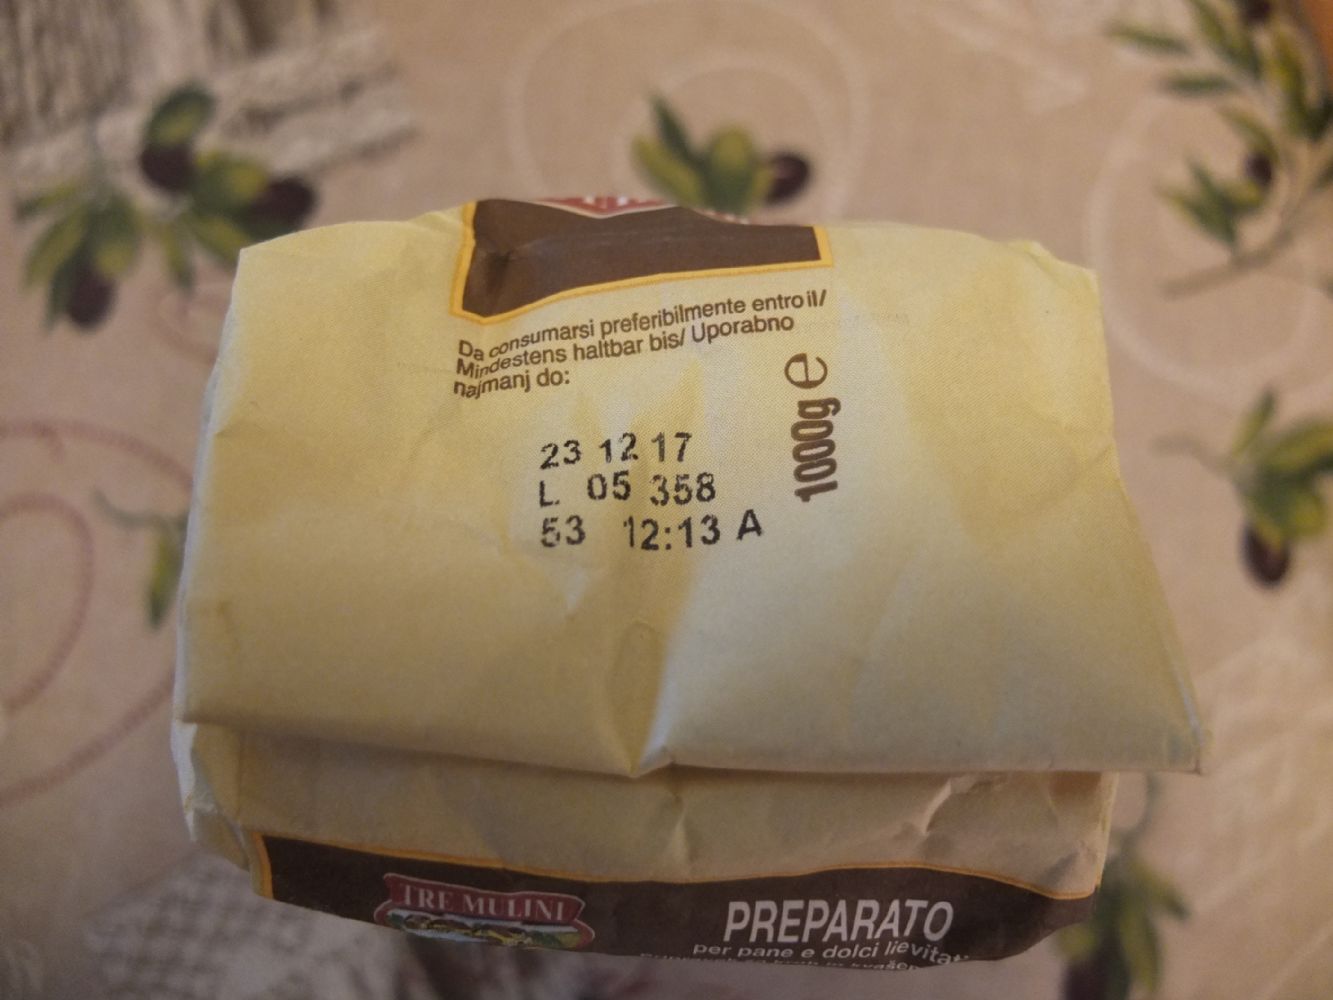 Da consumarsi preferibilmente entro il/
Mindestens haltbar bis/ Uporabno
najmanj do:
1000g e
23 12 17
L 05 358
53 12:13 A
TRE MULINI
PREPARATO
per pane e dolci lievitati